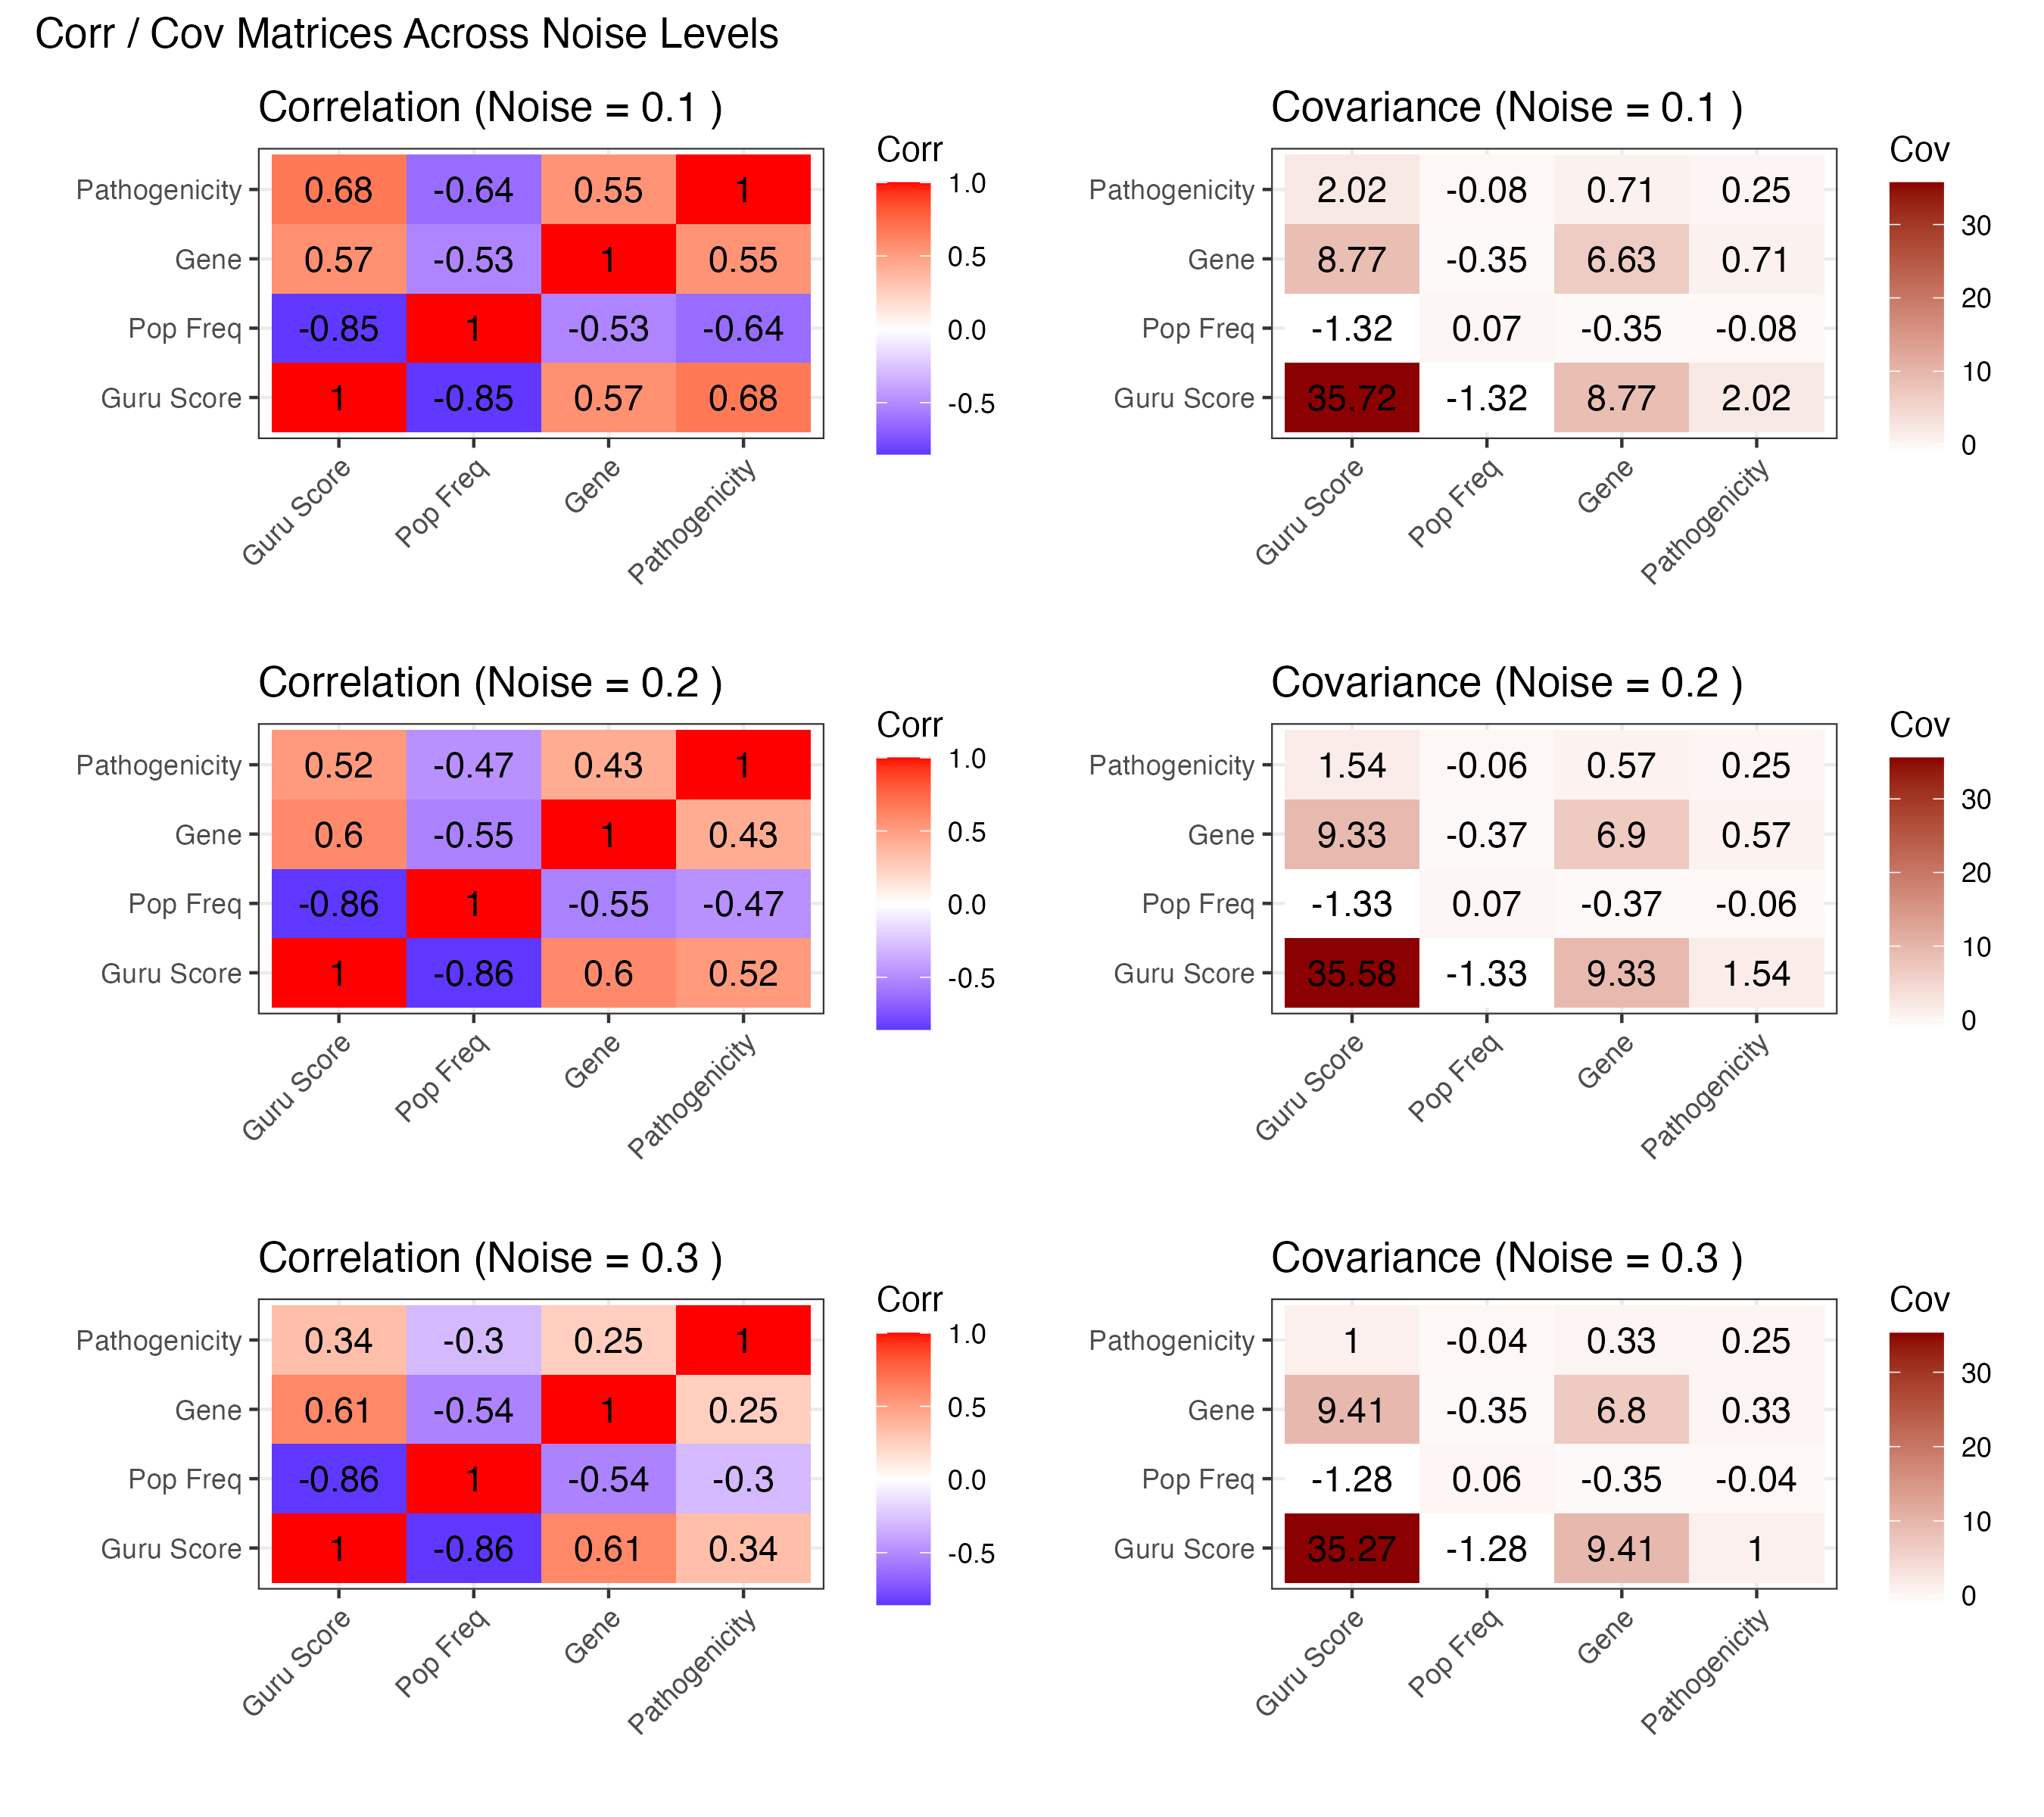 Corr / Cov Matrices Across Noise Levels
Correlation (Noise = 0.1 )
Corr
Pathogenicity 0.68 -0.64 0.55 1
Gene 0.57 -0.53 1 0.55
Pop Freq -0.85 1 -0.53 -0.64
Guru Score 1 -0.85 0.57 0.68
Guru Score Pop Freq Gene Pathogenicity
1.0
0.5
0.0
-0.5
Covariance (Noise = 0.1 )
Cov
Pathogenicity 2.02 -0.08 0.71 0.25
Gene 8.77 -0.35 6.63 0.71
Pop Freq -1.32 0.07 -0.35 -0.08
Guru Score 35.72 -1.32 8.77 2.02
Guru Score Pop Freq Gene Pathogenicity
30
20
10
0
Correlation (Noise = 0.2 )
Corr
Pathogenicity 0.52 -0.47 0.43 1
Gene 0.6 -0.55 1 0.43
Pop Freq -0.86 1 -0.55 -0.47
Guru Score 1 -0.86 0.6 0.52
Guru Score Pop Freq Gene Pathogenicity
1.0
0.5
0.0
-0.5
Covariance (Noise = 0.2 )
Cov
Pathogenicity 1.54 -0.06 0.57 0.25
Gene 9.33 -0.37 6.9 0.57
Pop Freq -1.33 0.07 -0.37 -0.06
Guru Score 35.58 -1.33 9.33 1.54
Guru Score Pop Freq Gene Pathogenicity
30
20
10
0
Correlation (Noise = 0.3 )
Corr
Pathogenicity 0.34 -0.3 0.25 1
Gene 0.61 -0.54 1 0.25
Pop Freq -0.86 1 -0.54 -0.3
Guru Score 1 -0.86 0.61 0.34
Guru Score Pop Freq Gene Pathogenicity
1.0
0.5
0.0
-0.5
Covariance (Noise = 0.3 )
Cov
Pathogenicity 1 -0.04 0.33 0.25
Gene 9.41 -0.35 6.8 0.33
Pop Freq -1.28 0.06 -0.35 -0.04
Guru Score 35.27 -1.28 9.41 1
Guru Score Pop Freq Gene Pathogenicity
30
20
10
0